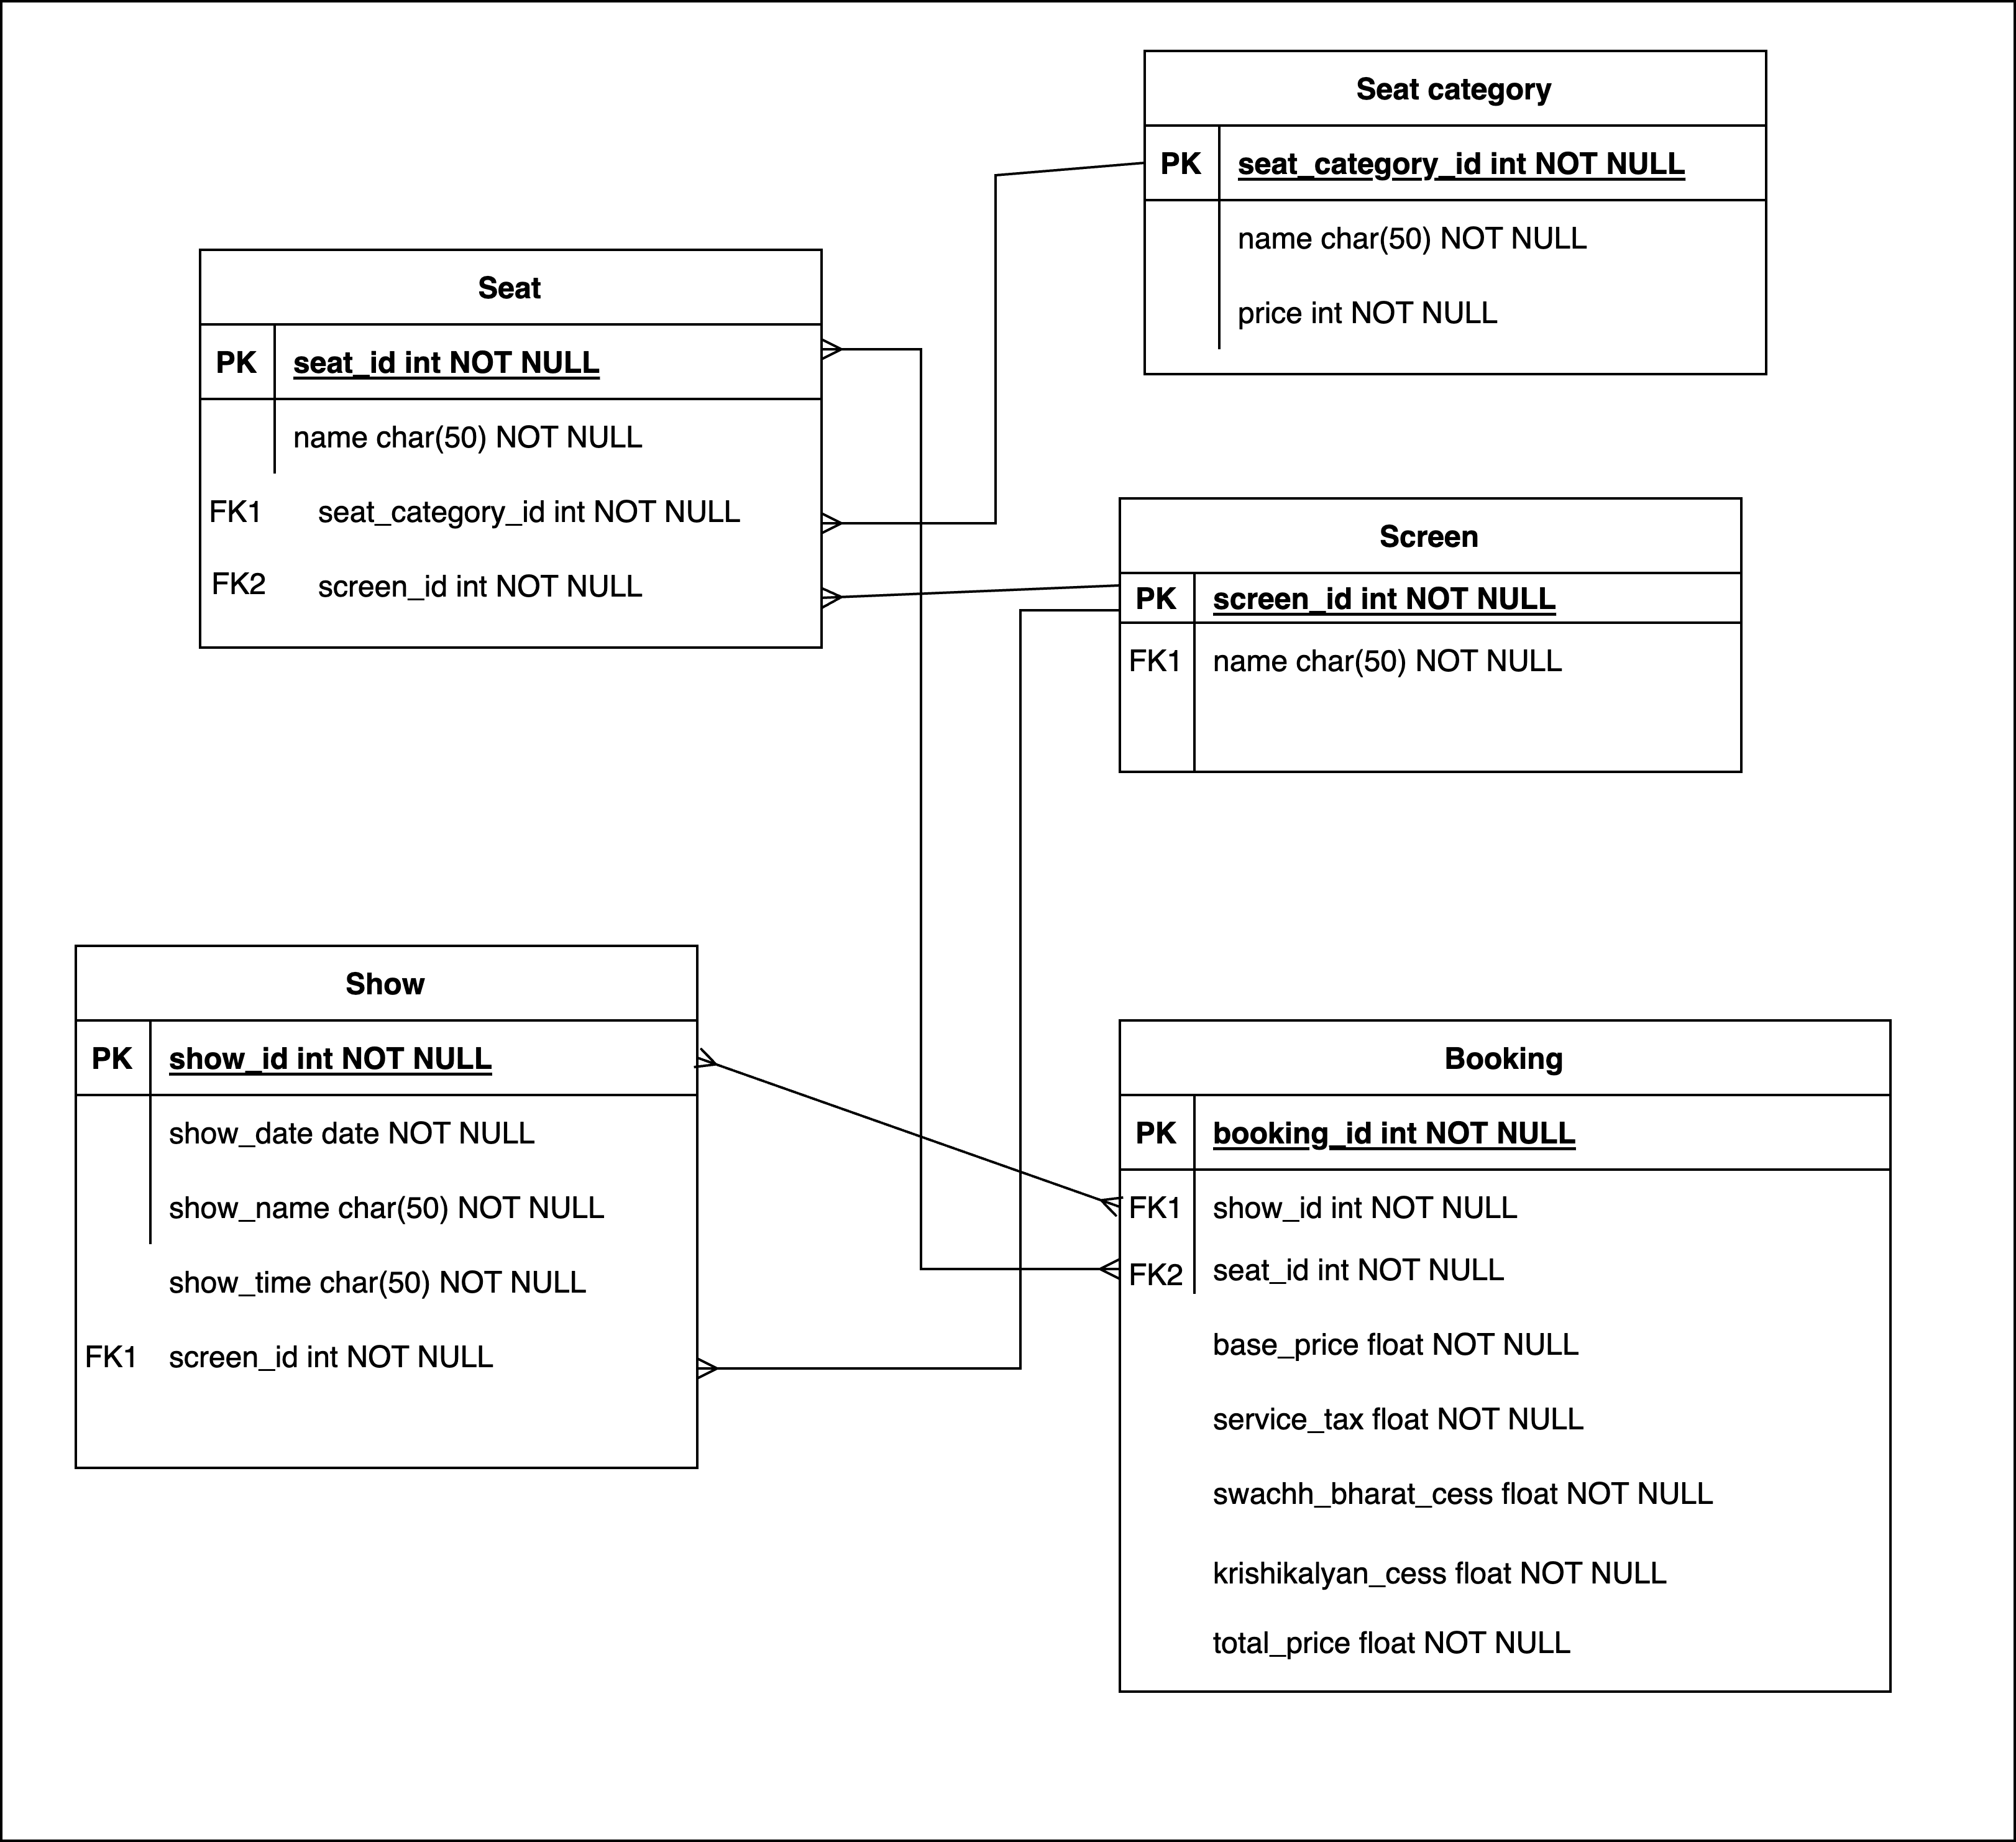 Seat category
PK seat_category_id int NOT NULL
name char(50) NOT NULL
price int NOT NULL
Seat
PK seat_id int NOT NULL
name char(50) NOT NULL
FK1 seat_category_id int NOT NULL
FK2 screen_id int NOT NULL
Screen
PK screen_id int NOT NULL
FK1 name char(50) NOT NULL
Show
PK show_id int NOT NULL
show_date date NOT NULL
show_name char(50) NOT NULL
show_time char(50) NOT NULL
FK1 screen_id int NOT NULL
Booking
PK booking_id int NOT NULL
FK1 show_id int NOT NULL
FK2 seat_id int NOT NULL
base_price float NOT NULL
service_tax float NOT NULL
swachh_bharat_cess float NOT NULL
krishikalyan_cess float NOT NULL
total_price float NOT NULL